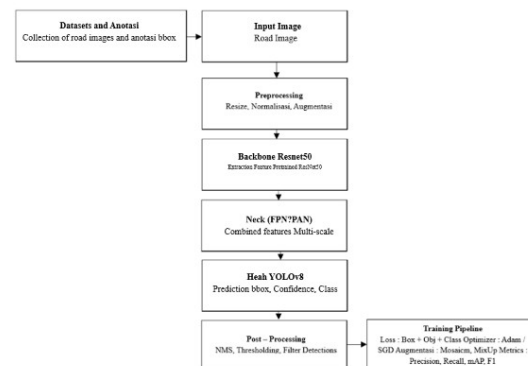 Datasets and Anotasi
Collection of road images and anotasi bbox
Input Image
Road Image
Preprocessing
Resize, Normalisasi, Augmentasi
Backbone Resnet50
Extraction Feature Pretrained ResNet50
Neck (FPN?PAN)
Combined features Multi-scale
Heah YOLOv8
Prediction bbox, Confidence, Class
Post – Processing
NMS, Thresholding, Filter Detections
Training Pipeline
Loss : Box + Obj + Class Optimizer : Adam /
SGD Augmentasi : Mosaicm, MixUp Metrics :
Precision, Recall, mAP, F1